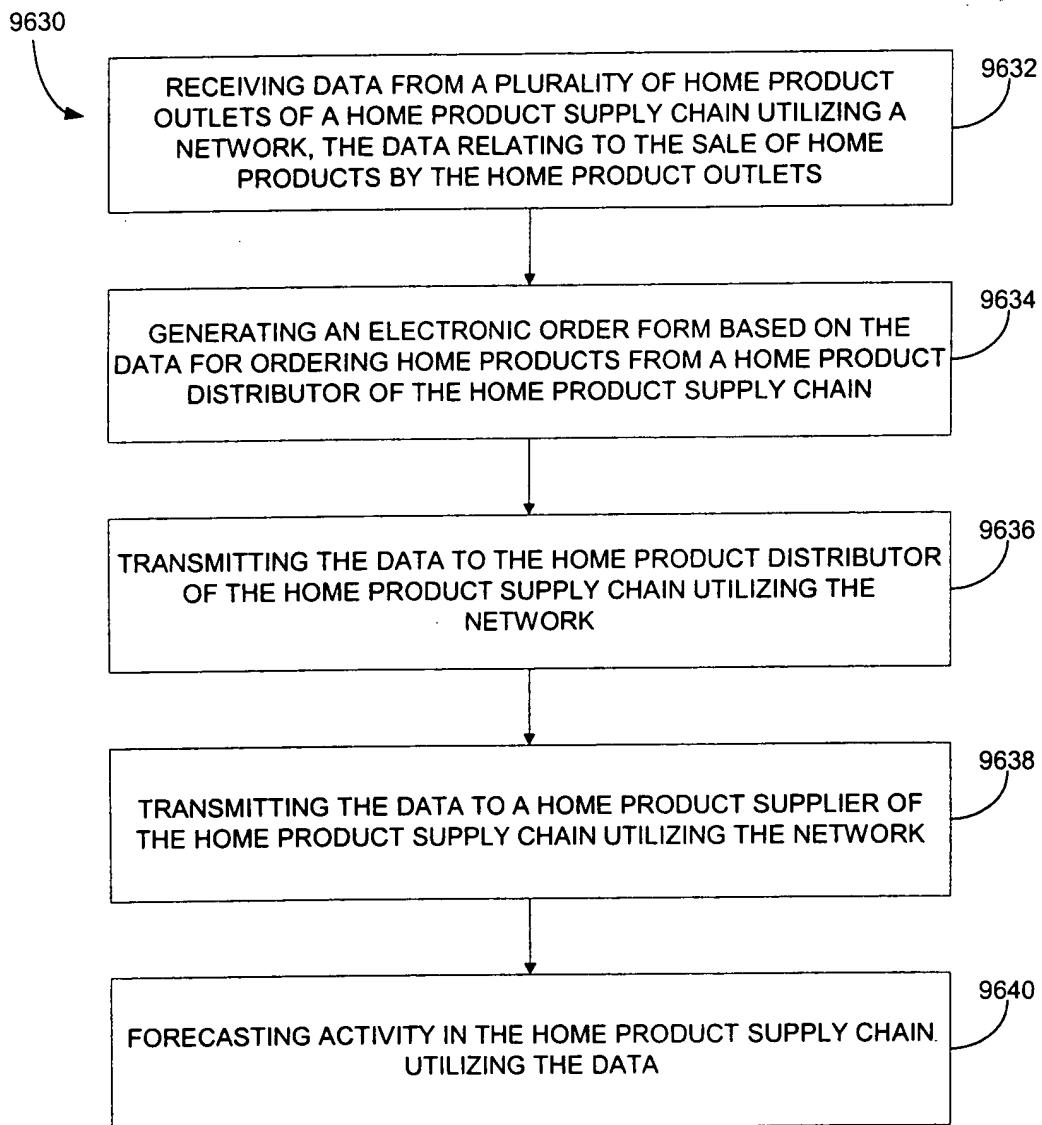 9630
9632
RECEIVING DATA FROM A PLURALITY OF HOME PRODUCT
OUTLETS OF A HOME PRODUCT SUPPLY CHAIN UTILIZING A
NETWORK, THE DATA RELATING TO THE SALE OF HOME
PRODUCTS BY THE HOME PRODUCT OUTLETS
9634
GENERATING AN ELECTRONIC ORDER FORM BASED ON THE
DATA FOR ORDERING HOME PRODUCTS FROM A HOME PRODUCT
DISTRIBUTOR OF THE HOME PRODUCT SUPPLY CHAIN
9636
TRANSMITTING THE DATA TO THE HOME PRODUCT DISTRIBUTOR
OF THE HOME PRODUCT SUPPLY CHAIN UTILIZING THE
NETWORK
9638
TRANSMITTING THE DATA TO A HOME PRODUCT SUPPLIER OF
THE HOME PRODUCT SUPPLY CHAIN UTILIZING THE NETWORK
9640
FORECASTING ACTIVITY IN THE HOME PRODUCT SUPPLY CHAIN
UTILIZING THE DATA